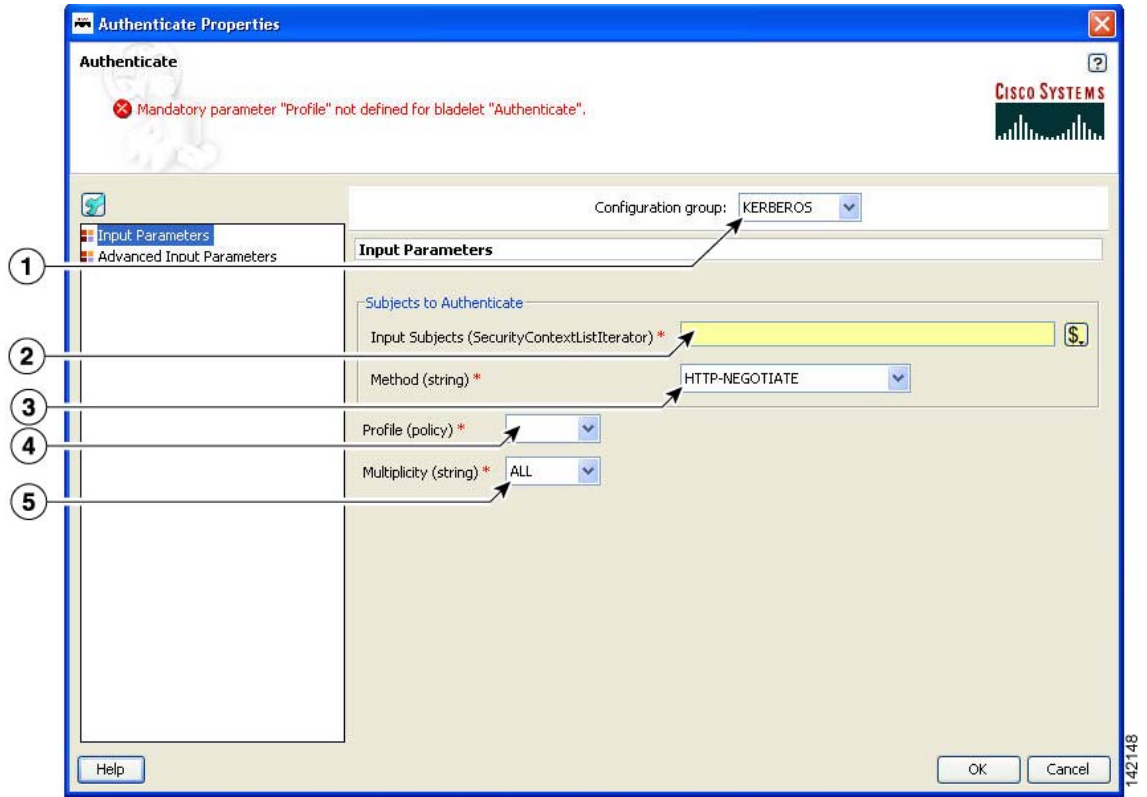 Authenticate Properties
Authenticate
?
Mandatory parameter "Profile" not defined for bladelet "Authenticate".
CISCO SYSTEMS
Configuration group: KERBEROS
Input Parameters
Advanced Input Parameters
Input Parameters
1
Subjects to Authenticate
Input Subjects (SecurityContextListIterator) *
$
2
Method (string) * HTTP-NEGOTIATE
3
Profile (policy) *
4
Multiplicity (string) * ALL
5
Help
OK
Cancel
142148